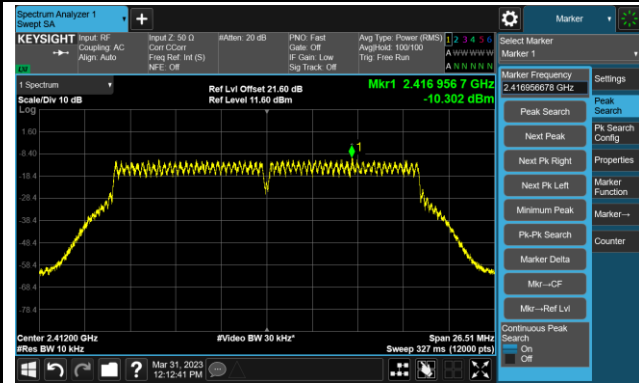 Spectrum Analyzer 1
Swept SA
+
Marker
KEYSIGHT
Input: RF
Coupling: AC
Align: Auto
Input Z: 50 Ω
Corr CCorr
Freq Ref: Int (S)
NFE: Off
#Atten: 20 dB
PNO: Fast
Gate: Off
IF Gain: Low
Sig Track: Off
Avg Type: Power (RMS)
Avg|Hold: 100/100
Trig: Free Run
1 2 3 4 5 6
A W W W W W
A N N N N N
Select Marker
Marker 1
1 Spectrum
Scale/Div 10 dB
Log
Ref Lvl Offset 21.60 dB
Ref Level 11.60 dBm
Mkr1 2.416 956 7 GHz
-10.302 dBm
1.60
-8.40
-18.4
-28.4
-38.4
-48.4
-58.4
-68.4
-78.4
1
Center 2.41200 GHz
#Res BW 10 kHz
#Video BW 30 kHz*
Span 26.51 MHz
Sweep 327 ms (12000 pts)
Marker Frequency
2.416956678 GHz
Peak Search
Next Peak
Next Pk Right
Next Pk Left
Minimum Peak
Pk-Pk Search
Marker Delta
Mkr→CF
Mkr→Ref Lvl
Continuous Peak
Search
On
Off
Settings
Peak
Search
Pk Search
Config
Properties
Marker
Function
Marker→
Counter
?
Mar 31, 2023
12:12:41 PM